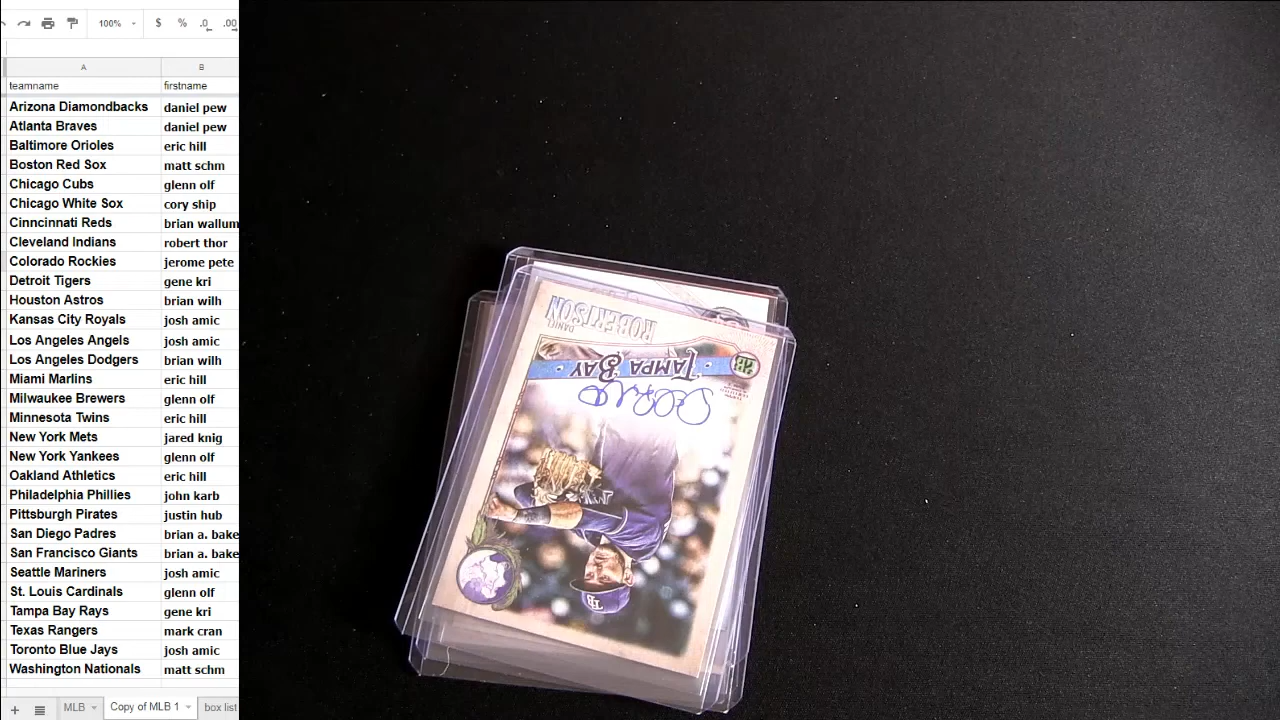 100%
$
%
.0
.00
A
B
teamname firstname
Arizona Diamondbacks daniel pew
Atlanta Braves daniel pew
Baltimore Orioles eric hill
Boston Red Sox matt schm
Chicago Cubs glenn olf
Chicago White Sox cory ship
Cinncinnati Reds brian wallum
Cleveland Indians robert thor
Colorado Rockies jerome pete
Detroit Tigers gene kri
Houston Astros brian wilh
Kansas City Royals josh amic
Los Angeles Angels josh amic
Los Angeles Dodgers brian wilh
Miami Marlins eric hill
Milwaukee Brewers glenn olf
Minnesota Twins eric hill
New York Mets jared knig
New York Yankees glenn olf
Oakland Athletics eric hill
Philadelphia Phillies john karb
Pittsburgh Pirates justin hub
San Diego Padres brian a. bake
San Francisco Giants brian a. bake
Seattle Mariners josh amic
St. Louis Cardinals glenn olf
Tampa Bay Rays gene kri
Texas Rangers mark cran
Toronto Blue Jays josh amic
Washington Nationals matt schm
MLB Copy of MLB 1 box list
DANIEL
ROBERTSON
TAMPA BAY
TB